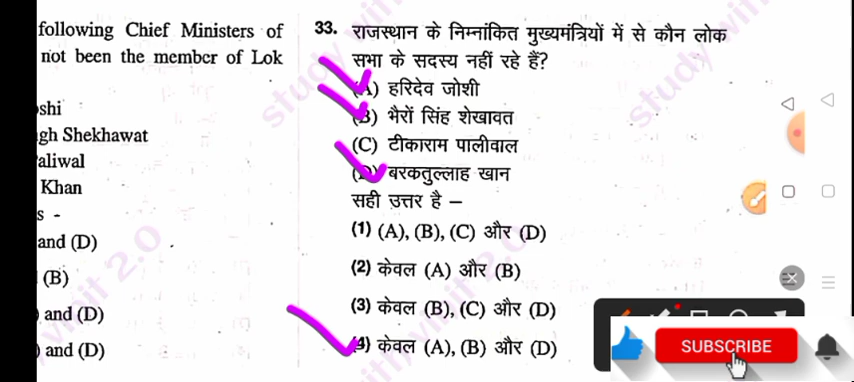 following Chief Ministers of
not been the member of Lok
oshi
gh Shekhawat
aliwal
Khan
s -
and (D)
(B)
) and (D)
) and (D)
33. राजस्थान के निम्नांकित मुख्यमंत्रियों में से कौन लोक
सभा के सदस्य नहीं रहे हैं?
(A) हरिदेव जोशी
(B) भैरों सिंह शेखावत
(C) टीकाराम पालीवाल
(D) बरकतुल्लाह खान
सही उत्तर है –
(1) (A), (B), (C) और (D)
(2) केवल (A) और (B)
(3) केवल (B), (C) और (D)
(4) केवल (A), (B) और (D)
SUBSCRIBE